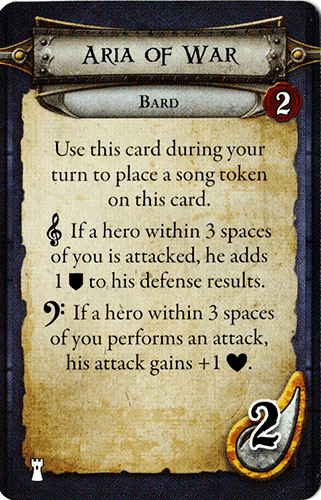 Aria of War
Bard
2
Use this card during your
turn to place a song token
on this card.
If a hero within 3 spaces
of you is attacked, he adds
1 to his defense results.
If a hero within 3 spaces
of you performs an attack,
his attack gains +1 .
2